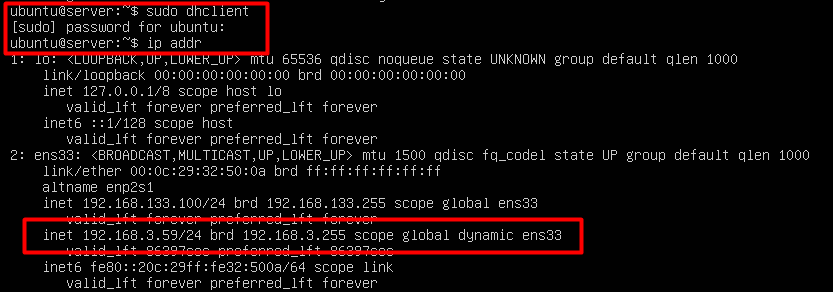 ubuntu@server:~$ sudo dhclient
[sudo] password for ubuntu:
ubuntu@server:~$ ip addr
1: lo: <LOOPBACK,UP,LOWER_UP> mtu 65536 qdisc noqueue state UNKNOWN group default qlen 1000
link/loopback 00:00:00:00:00:00 brd 00:00:00:00:00:00
inet 127.0.0.1/8 scope host lo
valid_lft forever preferred_lft forever
inet6 ::1/128 scope host
valid_lft forever preferred_lft forever
2: ens33: <BROADCAST,MULTICAST,UP,LOWER_UP> mtu 1500 qdisc fq_codel state UP group default qlen 1000
link/ether 00:0c:29:32:50:0a brd ff:ff:ff:ff:ff:ff
altname enp2s1
inet 192.168.133.100/24 brd 192.168.133.255 scope global ens33
valid_lft forever preferred_lft forever
inet 192.168.3.59/24 brd 192.168.3.255 scope global dynamic ens33
valid_lft preferred_lft
inet6 fe80::20c:29ff:fe32:500a/64 scope link
valid_lft forever preferred_lft forever